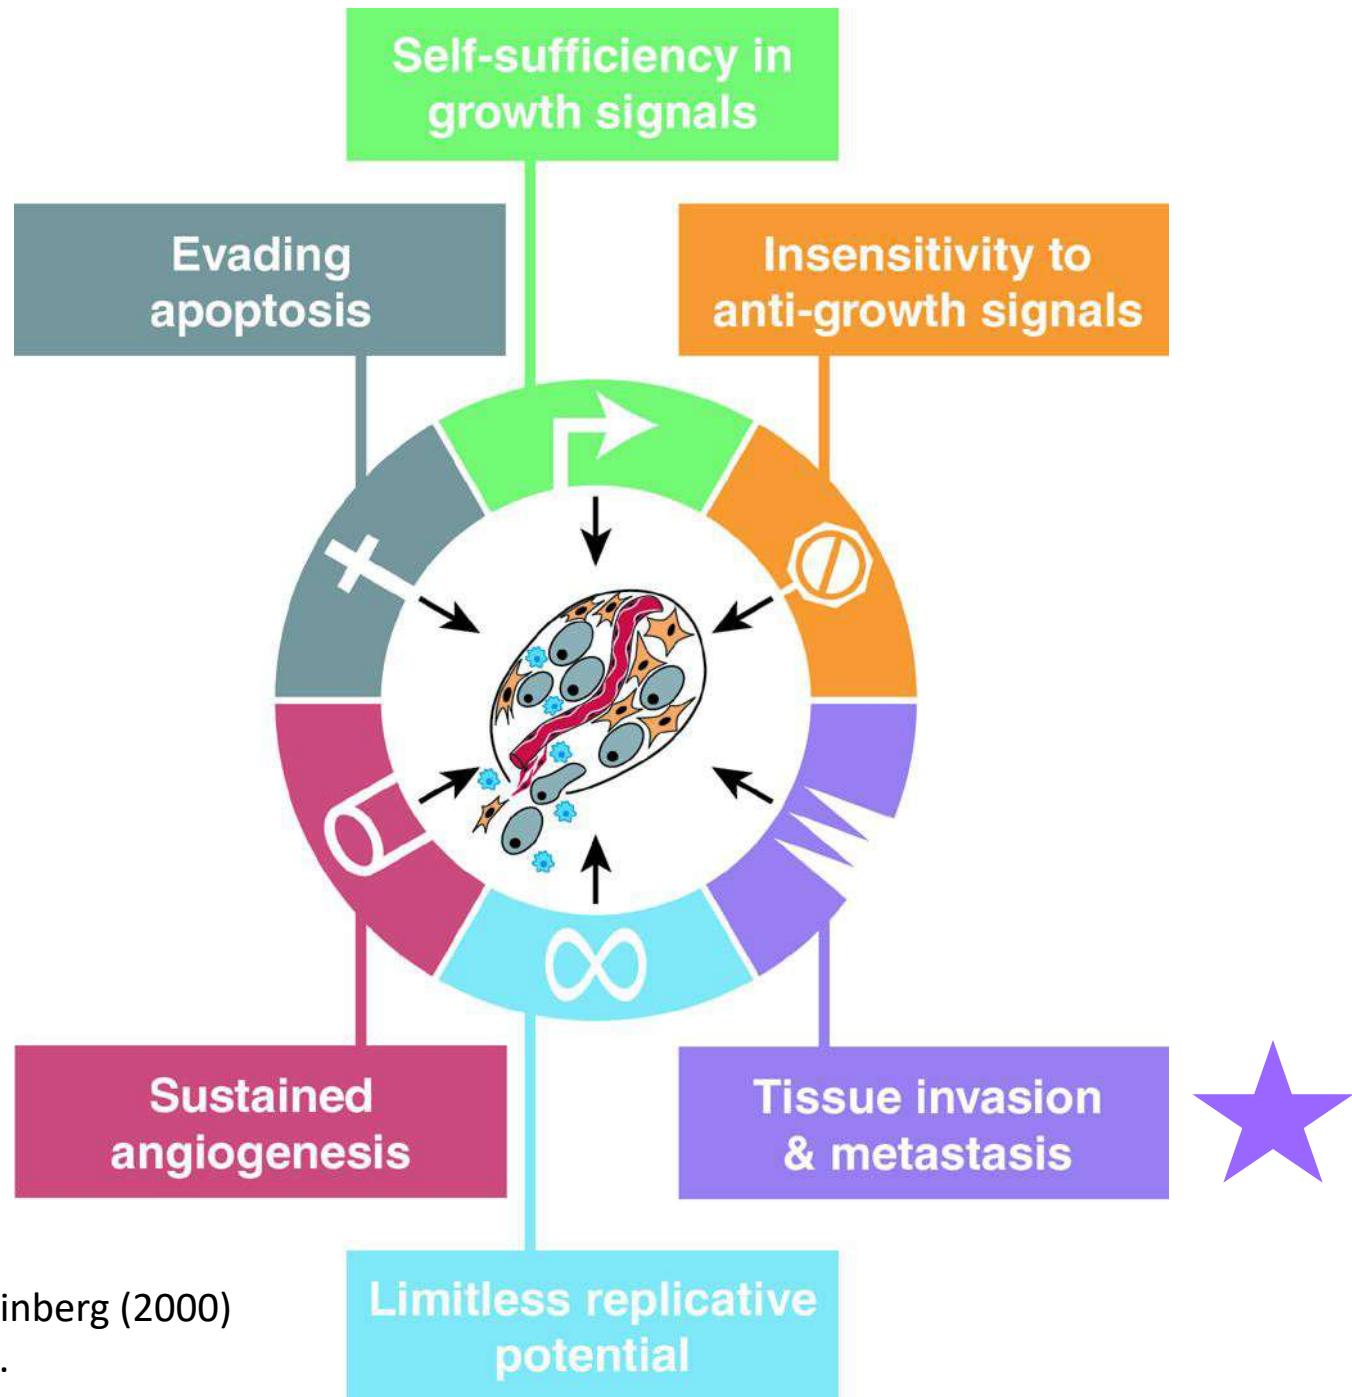 Self-sufficiency in
growth signals
Evading
apoptosis
Insensitivity to
anti-growth signals
Sustained
angiogenesis
Tissue invasion
& metastasis
Limitless replicative
potential
inberg (2000)
.